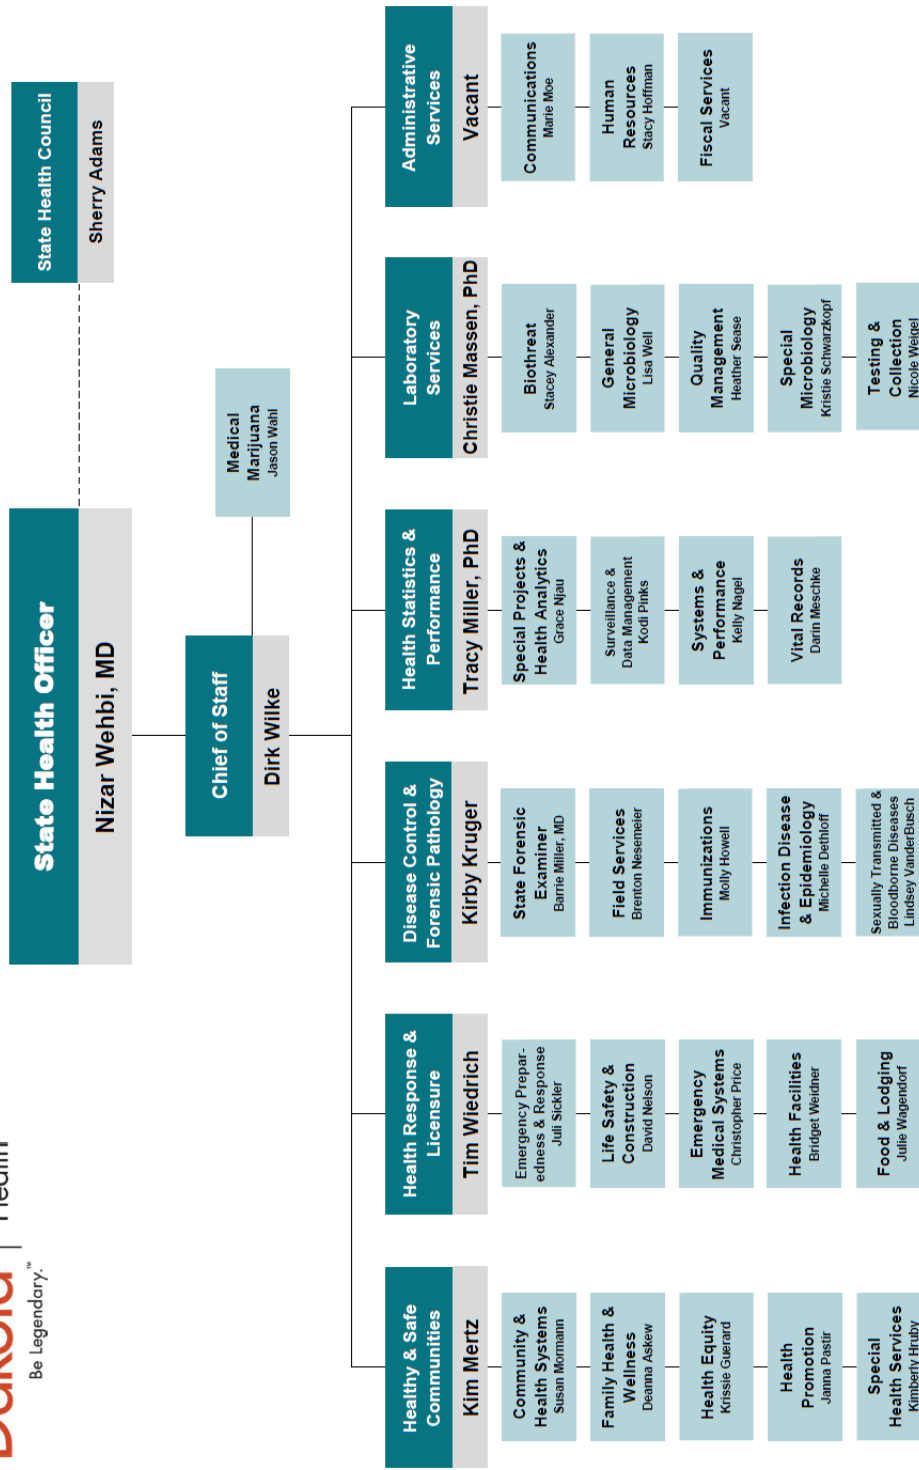 Dakota | Health
Be Legendary.™
State Health Officer
Nizar Wehbi, MD
State Health Council
Sherry Adams
Chief of Staff
Dirk Wilke
Medical
Marijuana
Jason Wahl
Healthy & Safe
Communities
Kim Mertz
Community &
Health Systems
Susan Mormann
Family Health &
Wellness
Deanna Askew
Health Equity
Krissie Guerard
Health
Promotion
Janna Pastir
Special
Health Services
Kimberly Hruby
Health Response &
Licensure
Tim Wiedrich
Emergency Prepar-
edness & Response
Juli Sickler
Life Safety &
Construction
David Nelson
Emergency
Medical Systems
Christopher Price
Health Facilities
Bridget Weidner
Food & Lodging
Julie Wagendorf
Disease Control &
Forensic Pathology
Kirby Kruger
State Forensic
Examiner
Barrie Miller, MD
Field Services
Brenton Nesemeier
Immunizations
Molly Howell
Infection Disease
& Epidemiology
Michelle Dethloff
Sexually Transmitted &
Bloodborne Diseases
Lindsey VanderBusch
Health Statistics &
Performance
Tracy Miller, PhD
Special Projects &
Health Analytics
Grace Njau
Surveillance &
Data Management
Kodi Pinks
Systems &
Performance
Kelly Nagel
Vital Records
Darin Meschke
Laboratory
Services
Christie Massen, PhD
Biothreat
Stacey Alexander
General
Microbiology
Lisa Well
Quality
Management
Heather Sease
Special
Microbiology
Kristie Schwarzkopf
Testing &
Collection
Nicole Weigel
Administrative
Services
Vacant
Communications
Marie Moe
Human
Resources
Stacy Hoffman
Fiscal Services
Vacant